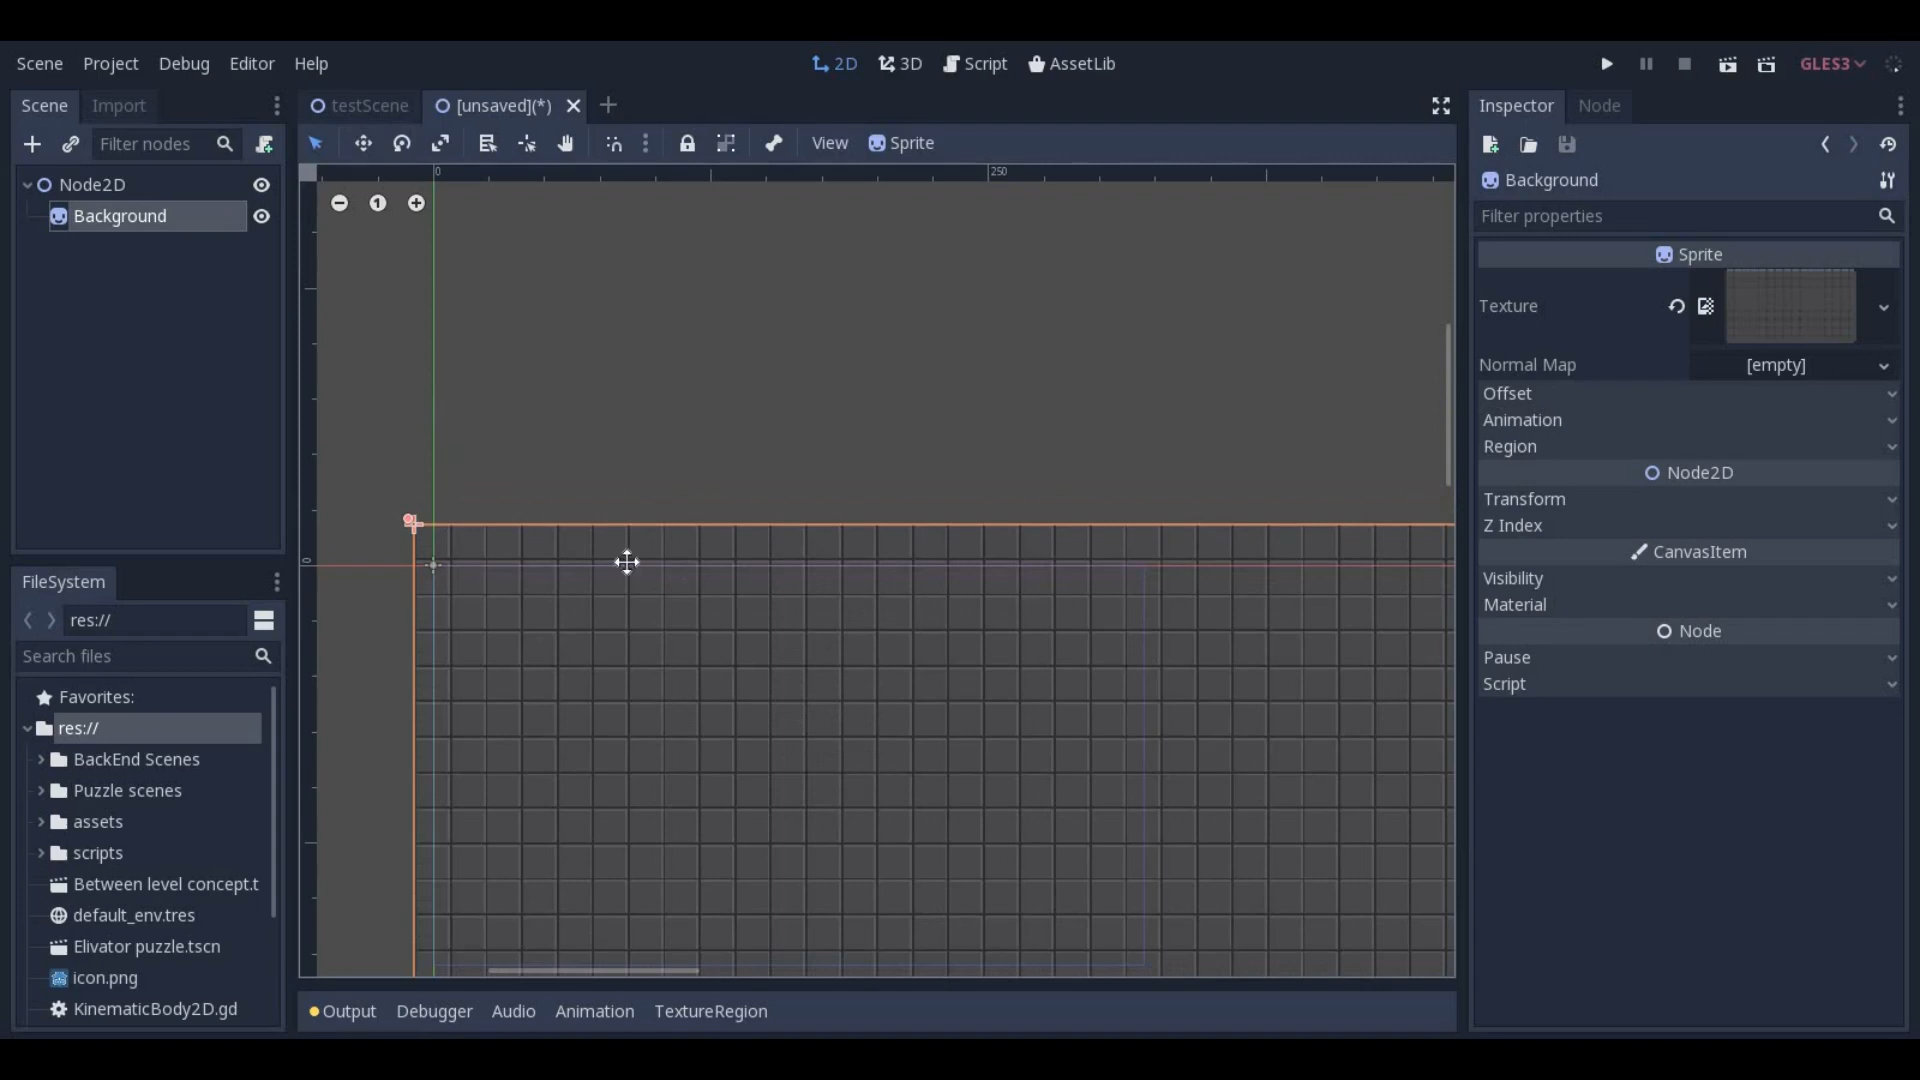 Scene Project Debug Editor Help
2D 3D Script AssetLib
GLES3
Scene Import
testScene [unsaved](*)
Inspector Node
Filter nodes
View Sprite
Node2D
Background
0 250
1
0
Background
Filter properties
Sprite
Texture
Normal Map [empty]
Offset
Animation
Region
Node2D
Transform
Z Index
CanvasItem
Visibility
Material
Node
Pause
Script
FileSystem
res://
Search files
Favorites:
res://
BackEnd Scenes
Puzzle scenes
assets
scripts
Between level concept.t
default_env.tres
Elivator puzzle.tscn
icon.png
KinematicBody2D.gd
Output Debugger Audio Animation TextureRegion